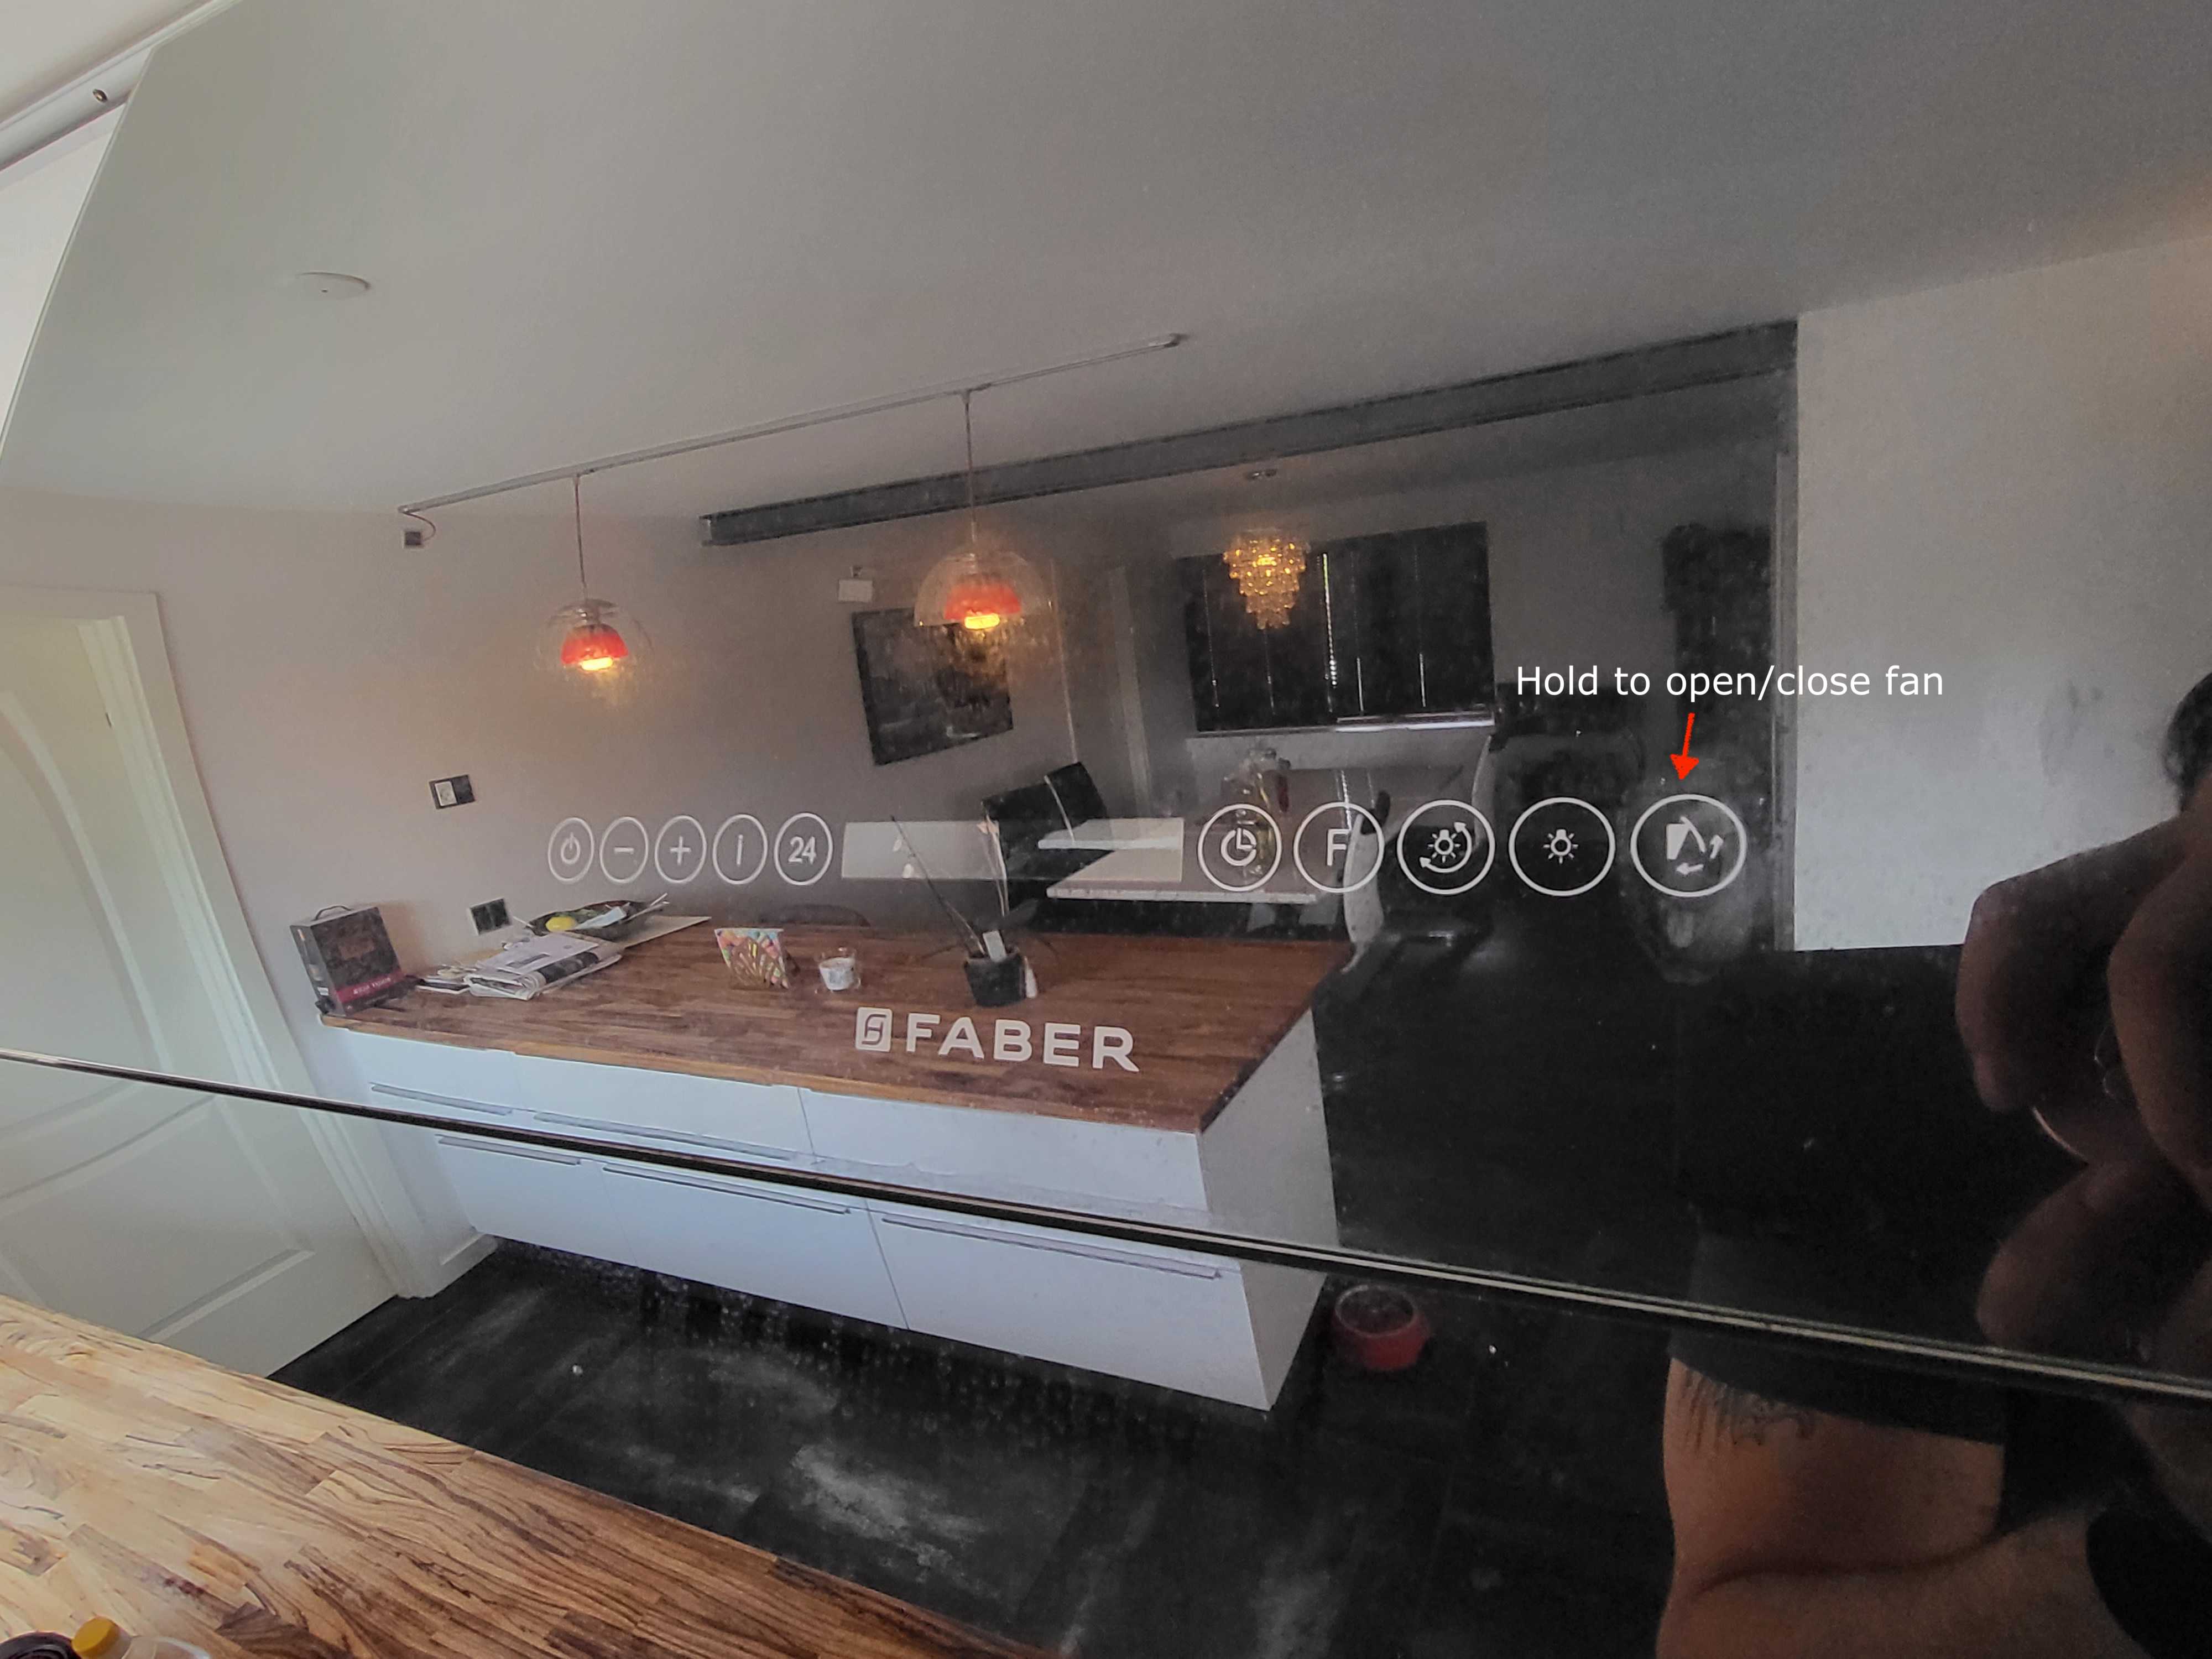 Hold to open/close fan
− + i 24 F
FABER